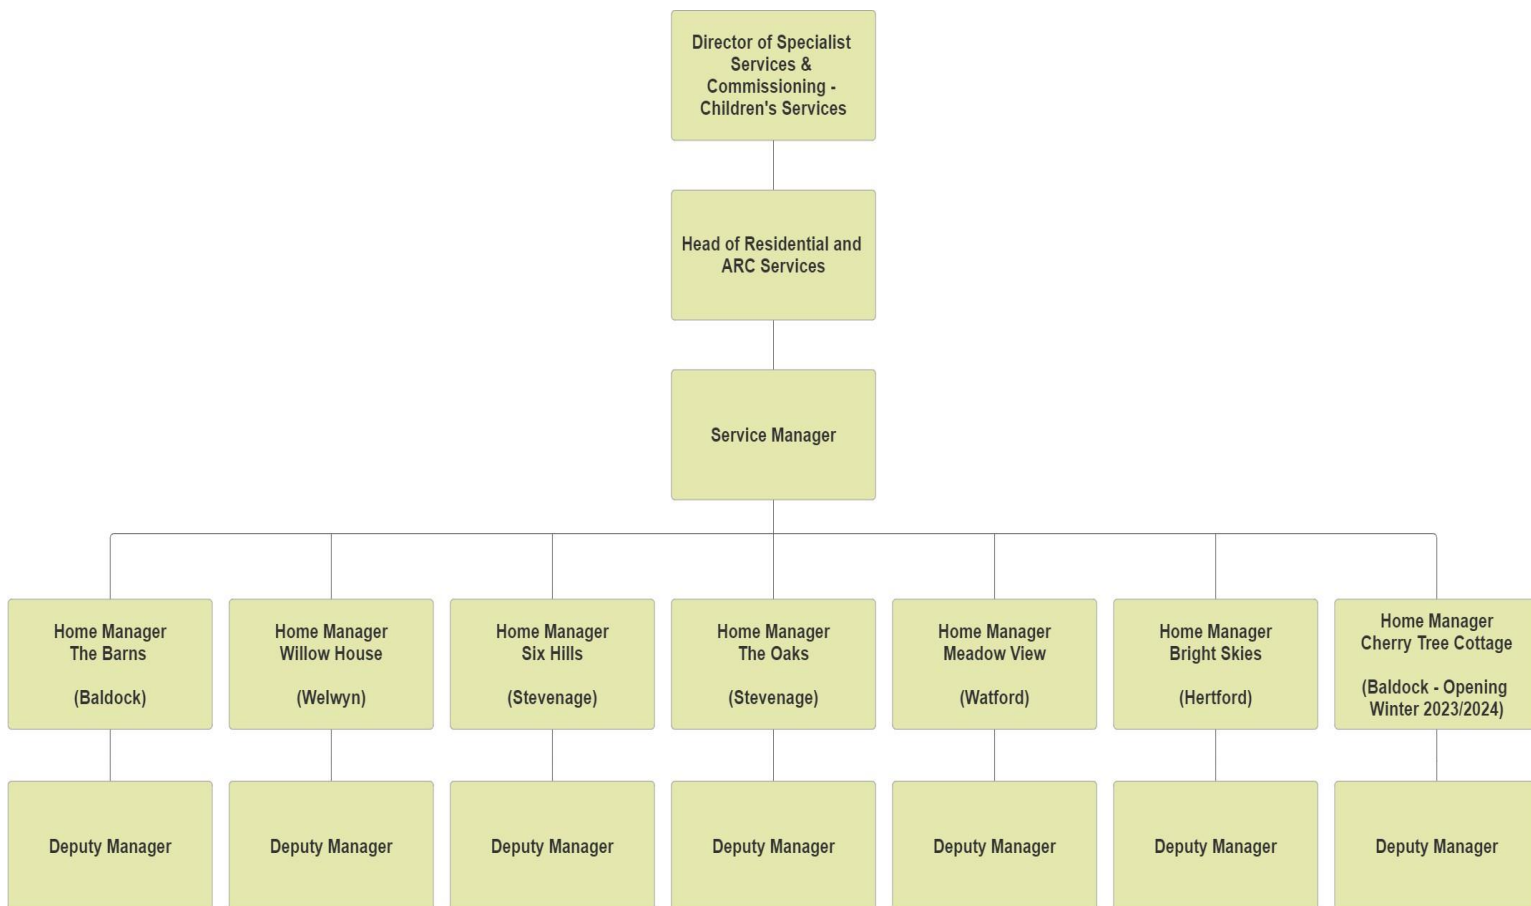 Director of Specialist
Services &
Commissioning -
Children's Services
Head of Residential and
ARC Services
Service Manager
Home Manager
The Barns
(Baldock)
Home Manager
Willow House
(Welwyn)
Home Manager
Six Hills
(Stevenage)
Home Manager
The Oaks
(Stevenage)
Home Manager
Meadow View
(Watford)
Home Manager
Bright Skies
(Hertford)
Home Manager
Cherry Tree Cottage
(Baldock - Opening
Winter 2023/2024)
Deputy Manager
Deputy Manager
Deputy Manager
Deputy Manager
Deputy Manager
Deputy Manager
Deputy Manager